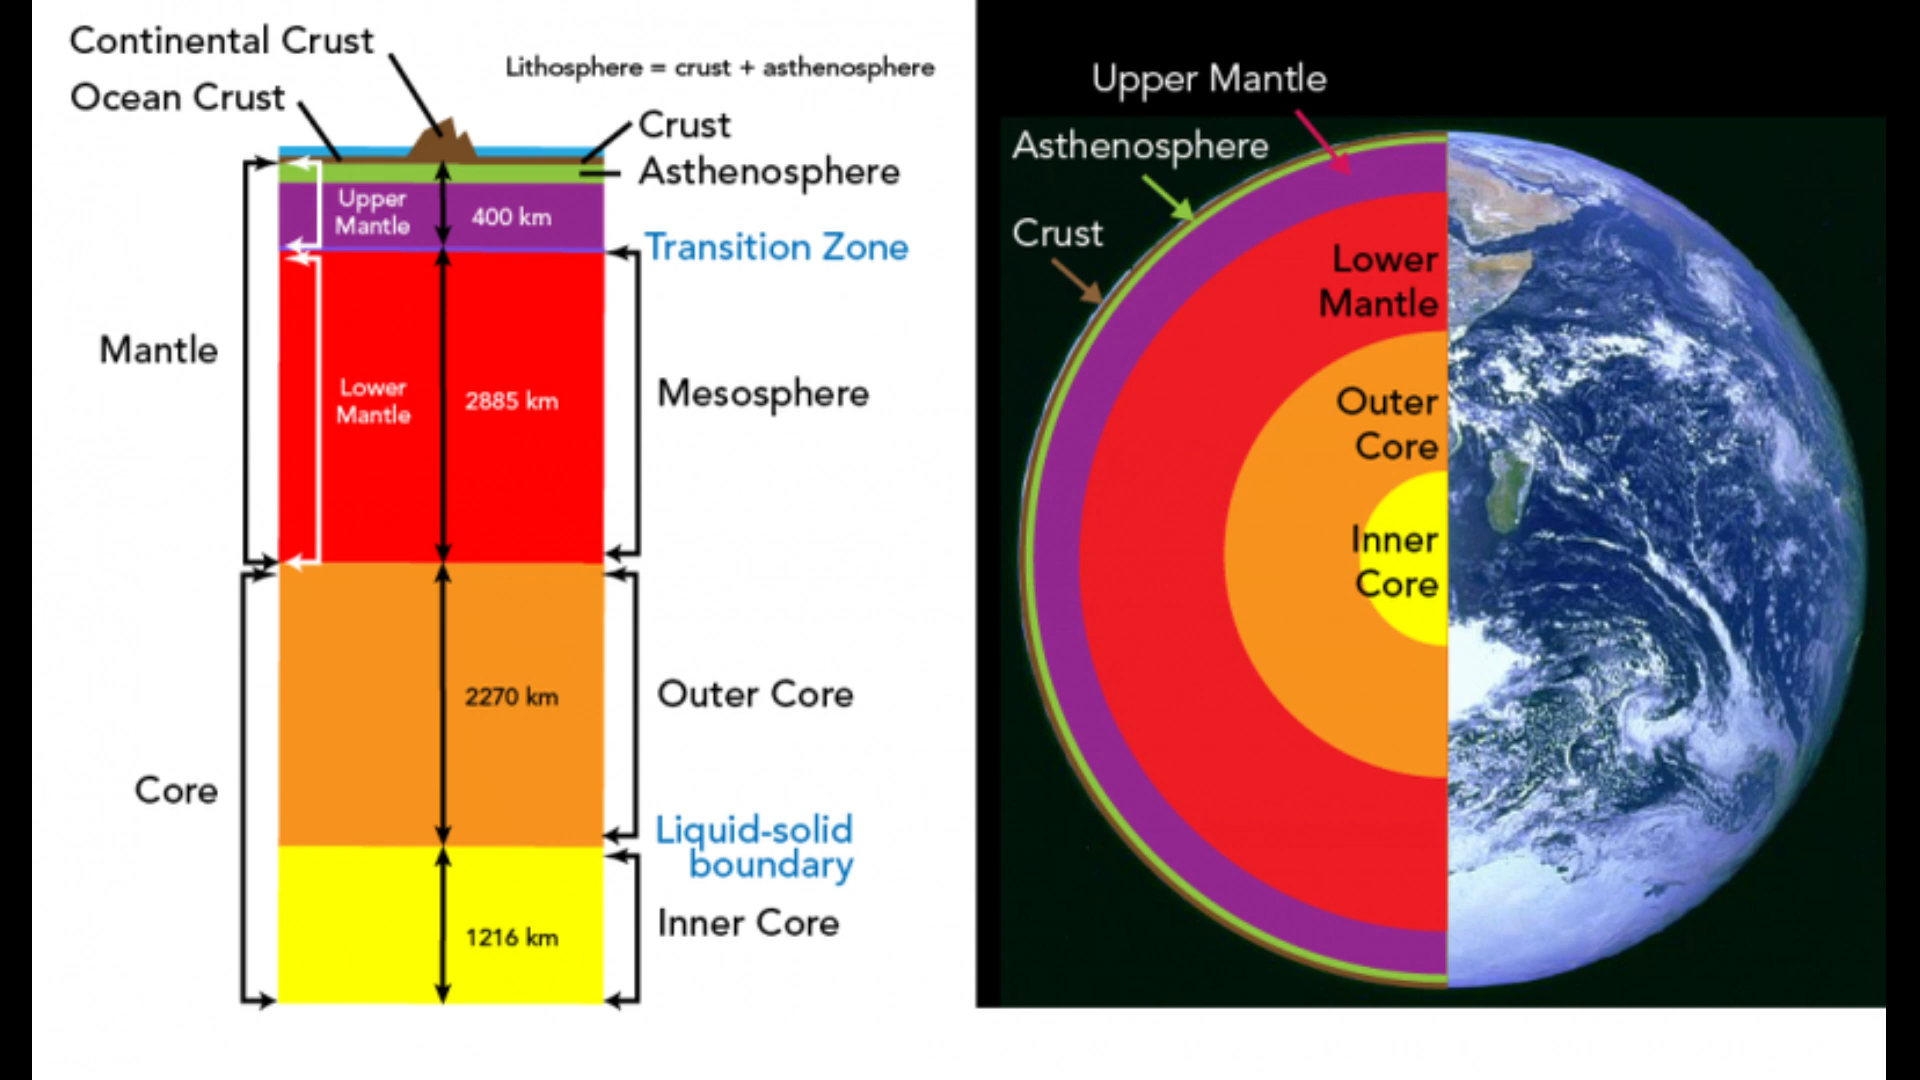 Continental Crust
Lithosphere = crust + asthenosphere
Ocean Crust
Crust
Asthenosphere
Upper
Mantle
400 km
Transition Zone
Mantle
Lower
Mantle
2885 km
Mesosphere
2270 km
Outer Core
Core
Liquid-solid
boundary
1216 km
Inner Core
Upper Mantle
Asthenosphere
Crust
Lower
Mantle
Outer
Core
Inner
Core